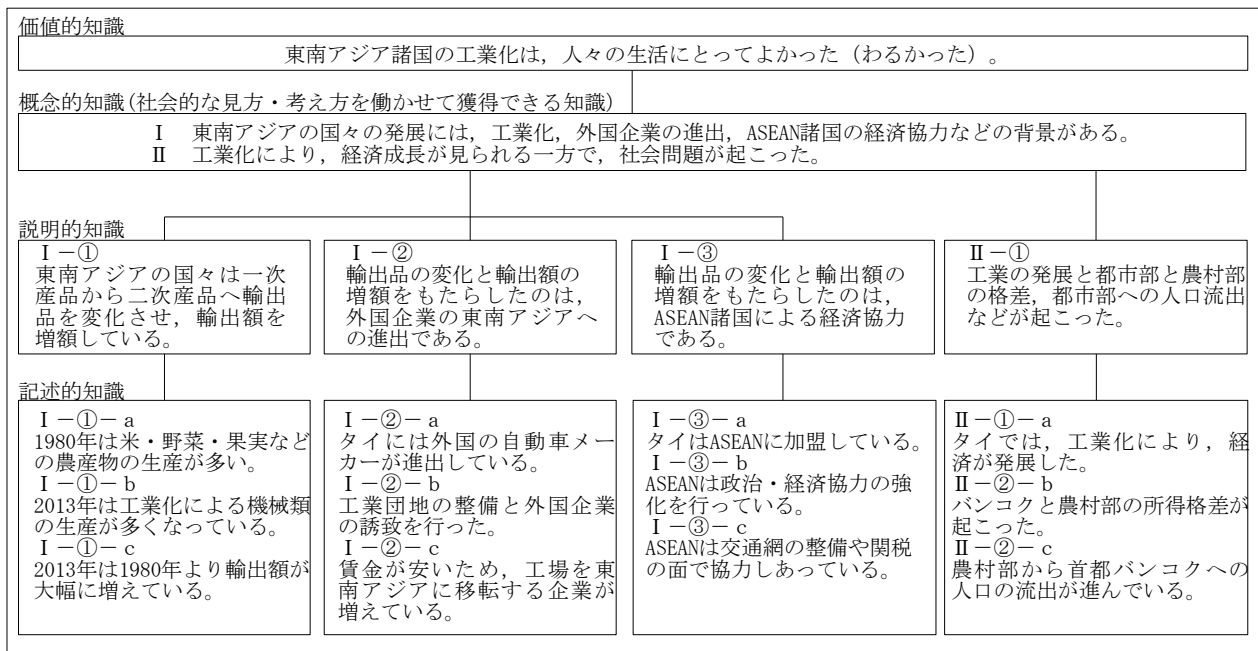 価値的知識
東南アジア諸国の工業化は，人々の生活にとってよかった（わるかった）。
概念的知識(社会的な見方・考え方を働かせて獲得できる知識)
Ⅰ　東南アジアの国々の発展には，工業化，外国企業の進出，ASEAN諸国の経済協力などの背景がある。
Ⅱ　工業化により，経済成長が見られる一方で，社会問題が起こった。
説明的知識
Ⅰ－①
東南アジアの国々は一次
産品から二次産品へ輸出
品を変化させ，輸出額を
増額している。
Ⅰ－②
輸出品の変化と輸出額の
増額をもたらしたのは，
外国企業の東南アジアへ
の進出である。
Ⅰ－③
輸出品の変化と輸出額の
増額をもたらしたのは，
ASEAN諸国による経済協力
である。
Ⅱ－①
工業の発展と都市部と農村部
の格差，都市部への人口流出
などが起こった。
記述的知識
Ⅰ－①－a
1980年は米・野菜・果実など
の農産物の生産が多い。
Ⅰ－①－b
2013年は工業化による機械類
の生産が多くなっている。
Ⅰ－①－c
2013年は1980年より輸出額が
大幅に増えている。
Ⅰ－②－a
タイには外国の自動車メー
カーが進出している。
Ⅰ－②－b
工業団地の整備と外国企業
の誘致を行った。
Ⅰ－②－c
賃金が安いため，工場を東
南アジアに移転する企業が
増えている。
Ⅰ－③－a
タイはASEANに加盟している。
Ⅰ－③－b
ASEANは政治・経済協力の強
化を行っている。
Ⅰ－③－c
ASEANは交通網の整備や関税
の面で協力しあっている。
Ⅱ－①－a
タイでは，工業化により，経
済が発展した。
Ⅱ－②－b
バンコクと農村部の所得格差が
起こった。
Ⅱ－②－c
農村部から首都バンコクへの
人口の流出が進んでいる。